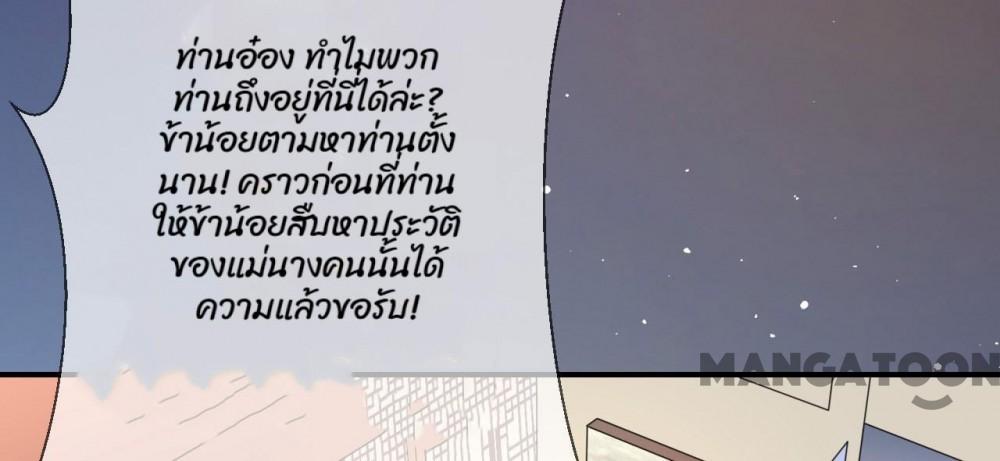 ท่านอ๋อง ทำไมพวก
ท่านถึงอยู่ที่นี่ได้ล่ะ?
ข้าน้อยตามหาท่านตั้ง
นาน! คราวก่อนที่ท่าน
ให้ข้าน้อยสืบหาประวัติ
ของแม่นางคนนั้นได้
ความแล้วขอรับ!
MANGATOON